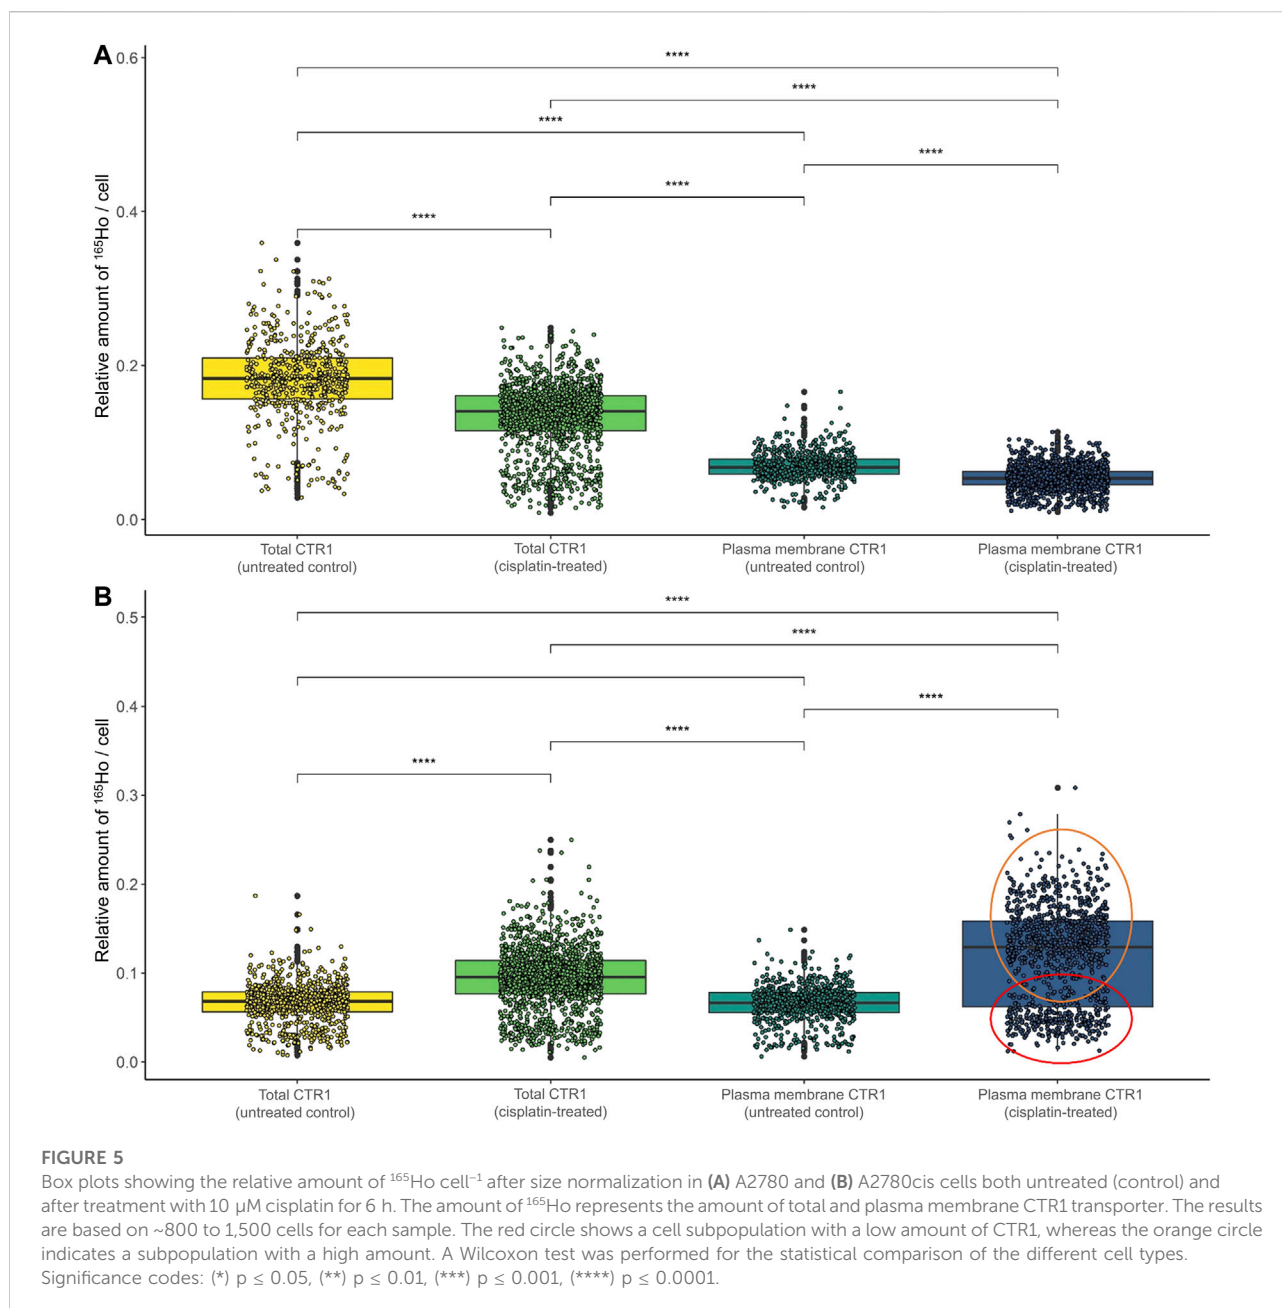 A
0.6
****
****
****
****
****
****
0.4
0.2
0.0
Relative amount of ¹⁶⁵Ho / cell
Total CTR1 Total CTR1 Plasma membrane CTR1 Plasma membrane CTR1
(untreated control) (cisplatin-treated) (untreated control) (cisplatin-treated)
B
0.5
****
****
****
****
****
0.4
0.3
0.2
0.1
0.0
Relative amount of ¹⁶⁵Ho / cell
Total CTR1 Total CTR1 Plasma membrane CTR1 Plasma membrane CTR1
(untreated control) (cisplatin-treated) (untreated control) (cisplatin-treated)
FIGURE 5
Box plots showing the relative amount of ¹⁶⁵Ho cell⁻¹ after size normalization in (A) A2780 and (B) A2780cis cells both untreated (control) and
after treatment with 10 µM cisplatin for 6 h. The amount of ¹⁶⁵Ho represents the amount of total and plasma membrane CTR1 transporter. The results
are based on ~800 to 1,500 cells for each sample. The red circle shows a cell subpopulation with a low amount of CTR1, whereas the orange circle
indicates a subpopulation with a high amount. A Wilcoxon test was performed for the statistical comparison of the different cell types.
Significance codes: (*) p ≤ 0.05, (**) p ≤ 0.01, (***) p ≤ 0.001, (****) p ≤ 0.0001.